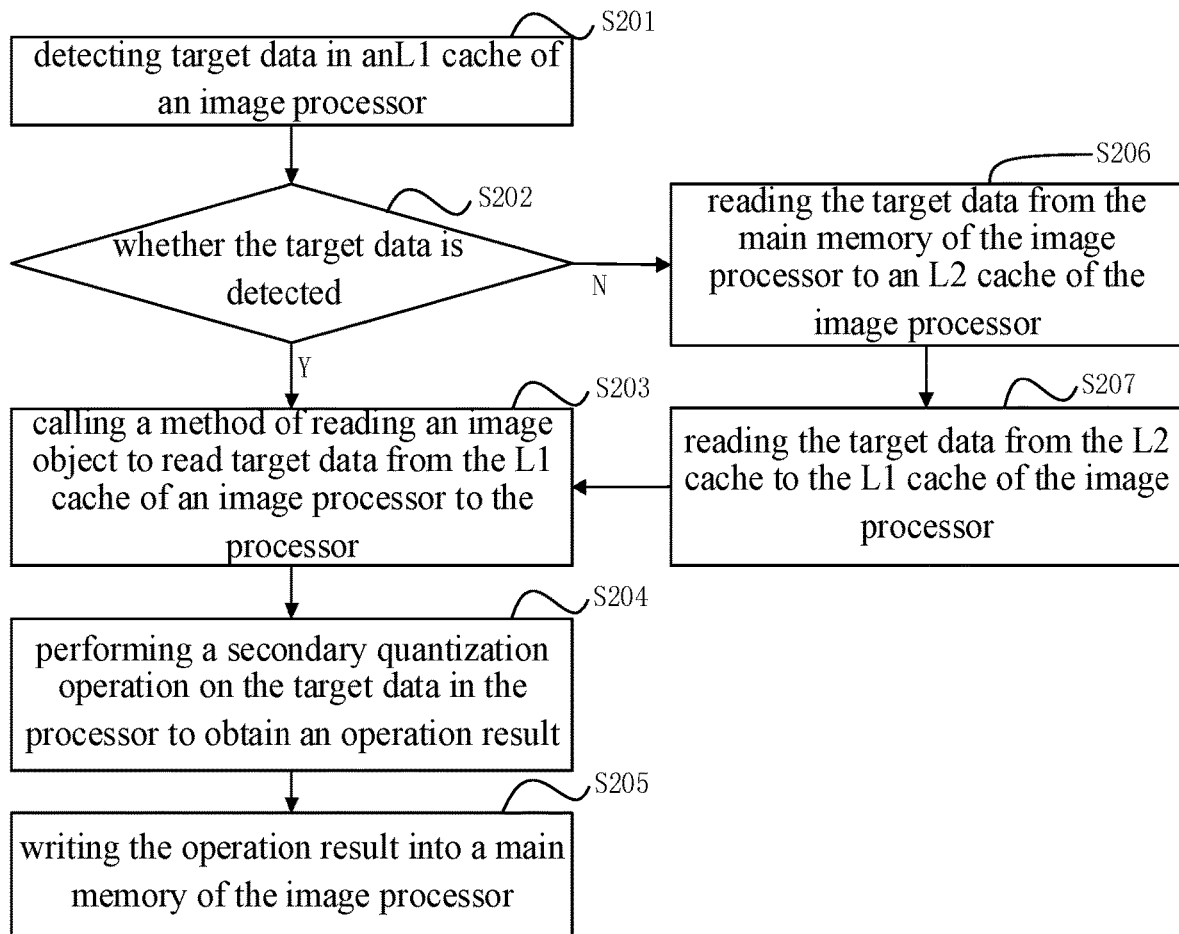 S201
detecting target data in anL1 cache of
an image processor
S202
whether the target data is
detected
N
Y
S206
reading the target data from the
main memory of the image
processor to an L2 cache of the
image processor
S207
reading the target data from the L2
cache to the L1 cache of the image
processor
S203
calling a method of reading an image
object to read target data from the L1
cache of an image processor to the
processor
S204
performing a secondary quantization
operation on the target data in the
processor to obtain an operation result
S205
writing the operation result into a main
memory of the image processor